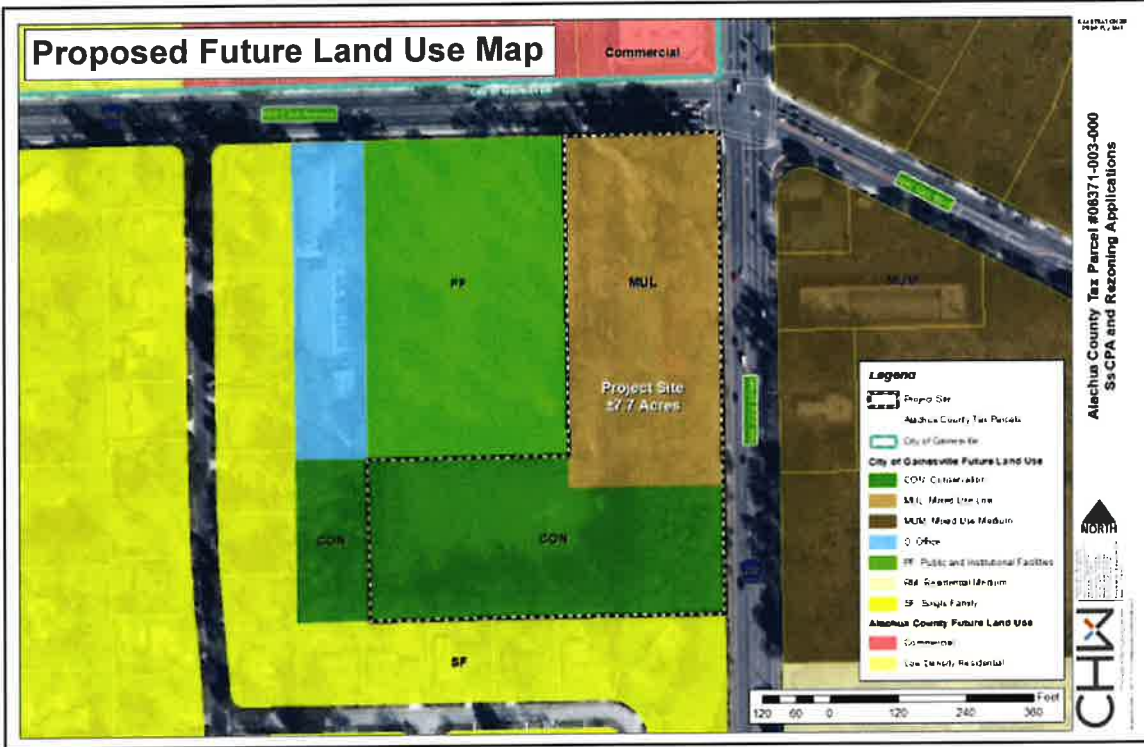 Proposed Future Land Use Map
Commercial
PF
MUL
Project Site
±7.7 Acres
CON
CON
SF
Legend
Project Site
Alachua County Tax Parcels
City of Gainesville
City of Gainesville Future Land Use
CON: Conservation
MUL: Mixed Use Low
MUM: Mixed Use Medium
O: Office
PF: Public and Institutional Facilities
RM: Residential Medium
SF: Single Family
Alachua County Future Land Use
Commercial
Low Density Residential
Feet
120 60 0 120 240 360
Alachua County Tax Parcel #06371-003-000
SsCPA and Rezoning Applications
NORTH
CHW